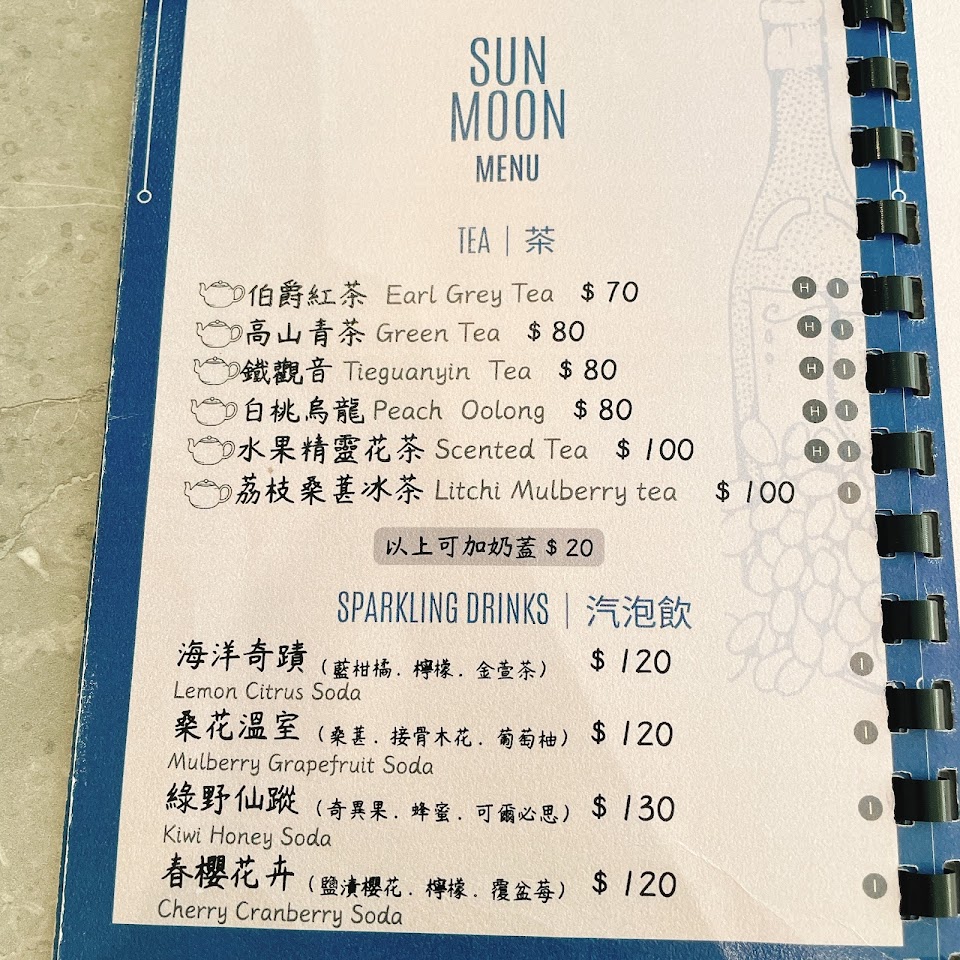 SUN
MOON
MENU
TEA | 茶
伯爵紅茶 Earl Grey Tea $ 70 H I
高山青茶 Green Tea $ 80 H I
鐵觀音 Tieguanyin Tea $ 80 H I
白桃烏龍 Peach Oolong $ 80 H I
水果精靈花茶 Scented Tea $ 100 H I
荔枝桑葚冰茶 Litchi Mulberry tea $ 100 I
以上可加奶蓋 $ 20
SPARKLING DRINKS | 汽泡飲
海洋奇蹟 (藍柑橘. 檸檬. 金萱茶) $ 120 I
Lemon Citrus Soda
桑花溫室 (桑葚. 接骨木花. 葡萄柚) $ 120 I
Mulberry Grapefruit Soda
綠野仙蹤 (奇異果. 蜂蜜. 可爾必思) $ 130 I
Kiwi Honey Soda
春櫻花卉 (鹽漬櫻花. 檸檬. 覆盆莓) $ 120 I
Cherry Cranberry Soda